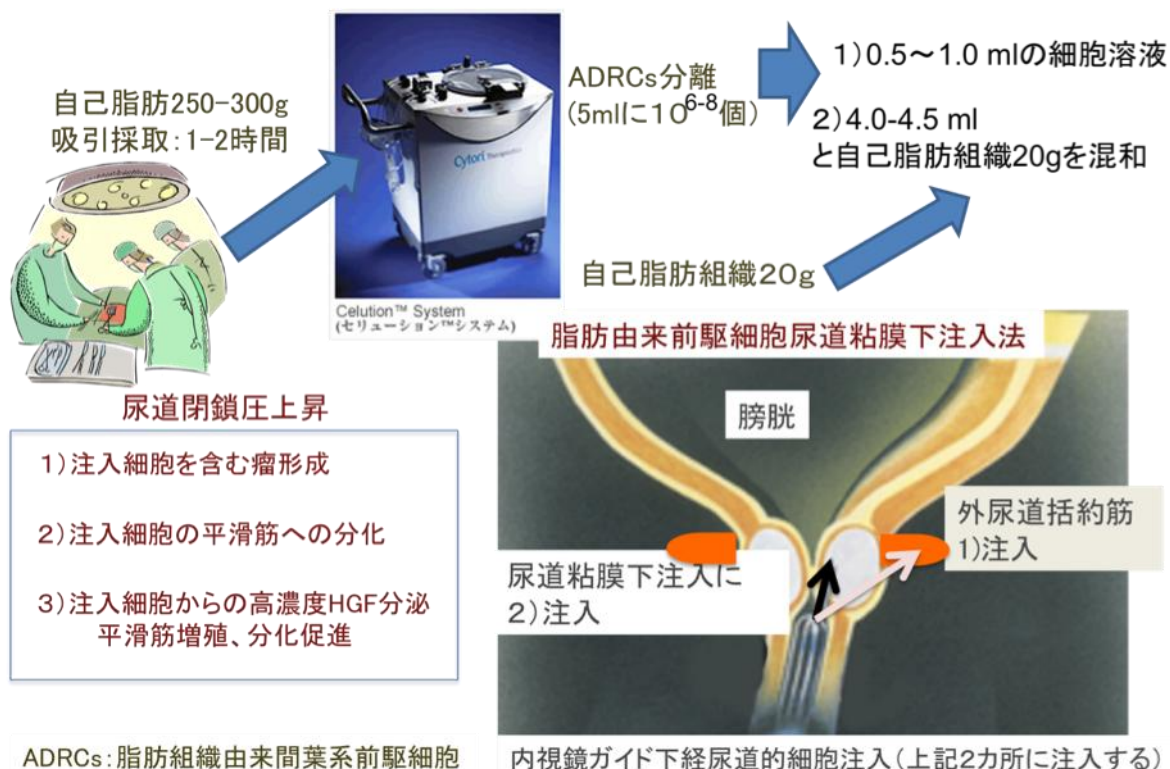 自己脂肪250-300g
吸引採取:1-2時間
Cytori Therapeutics
Celution™ System
(セリューション™システム)
ADRCs分離
(5mlに10⁶⁻⁸個)
1)0.5〜1.0 mlの細胞溶液
2)4.0-4.5 ml
と自己脂肪組織20gを混和
自己脂肪組織20g
尿道閉鎖圧上昇
1)注入細胞を含む瘤形成
2)注入細胞の平滑筋への分化
3)注入細胞からの高濃度HGF分泌
平滑筋増殖、分化促進
ADRCs:脂肪組織由来間葉系前駆細胞
脂肪由来前駆細胞尿道粘膜下注入法
膀胱
外尿道括約筋
1)注入
尿道粘膜下注入に
2)注入
内視鏡ガイド下経尿道的細胞注入(上記2カ所に注入する)